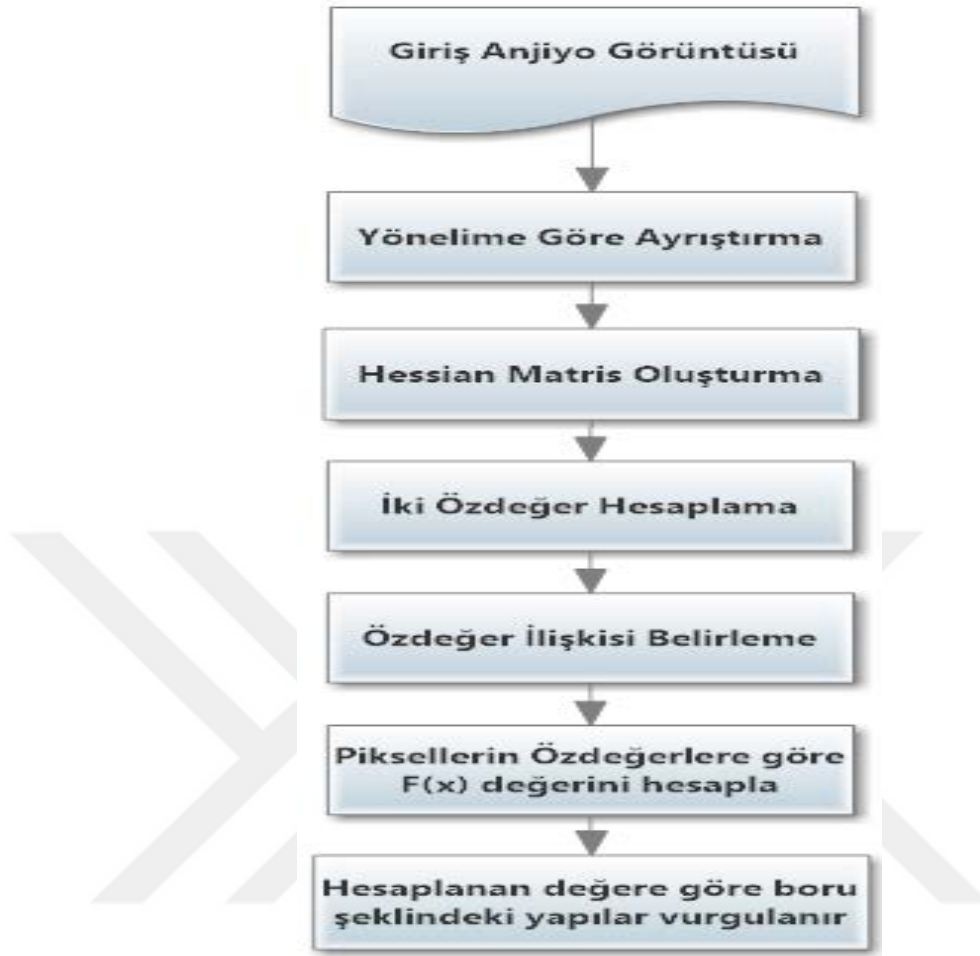 Giriş Anjiyo Görüntüsü
Yönelime Göre Ayrıştırma
Hessian Matris Oluşturma
İki Özdeğer Hesaplama
Özdeğer İlişkisi Belirleme
Piksellerin Özdeğerlere göre
F(x) değerini hesapla
Hesaplanan değere göre boru
şeklindeki yapılar vurgulanır